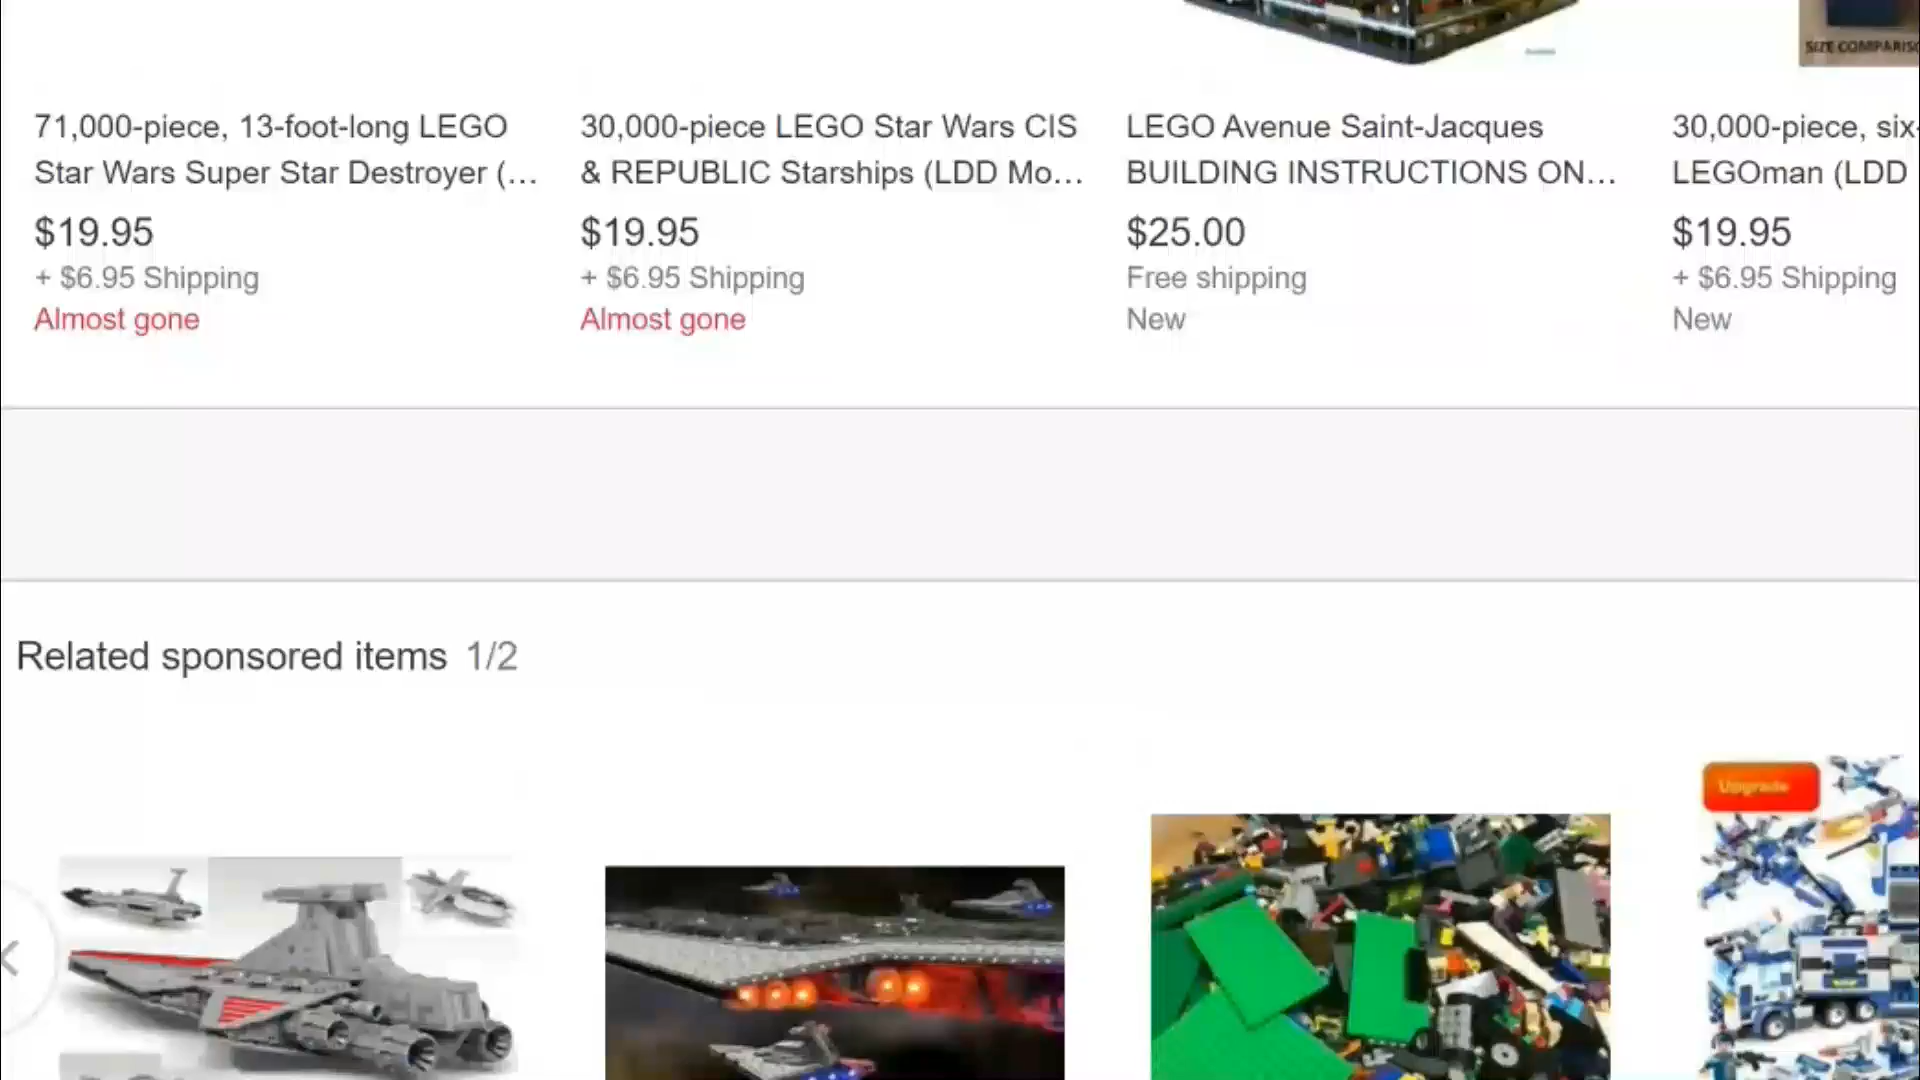 SIZE COMPARISO
71,000-piece, 13-foot-long LEGO
Star Wars Super Star Destroyer (...
$19.95
+ $6.95 Shipping
Almost gone
30,000-piece LEGO Star Wars CIS
& REPUBLIC Starships (LDD Mo...
$19.95
+ $6.95 Shipping
Almost gone
LEGO Avenue Saint-Jacques
BUILDING INSTRUCTIONS ON...
$25.00
Free shipping
New
30,000-piece, six-
LEGOman (LDD
$19.95
+ $6.95 Shipping
New
Related sponsored items 1/2
Upgrade